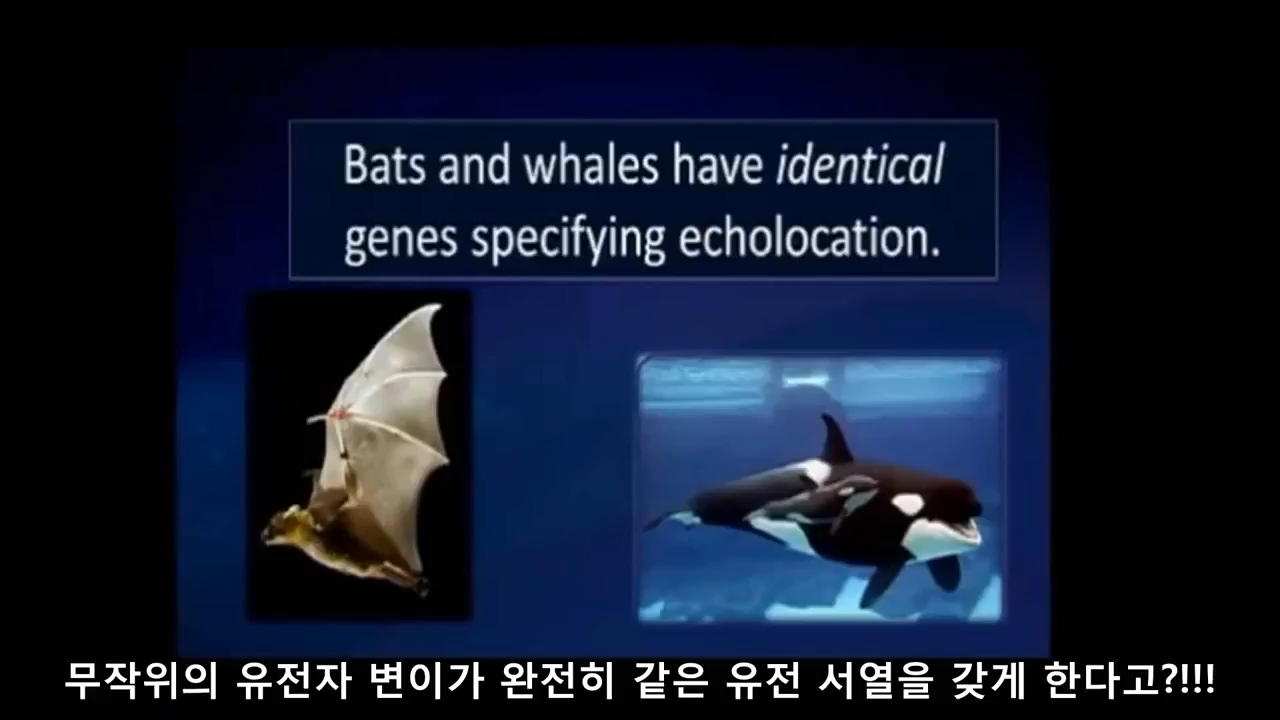 Bats and whales have identical
genes specifying echolocation.
무작위의 유전자 변이가 완전히 같은 유전 서열을 갖게 한다고?!!!